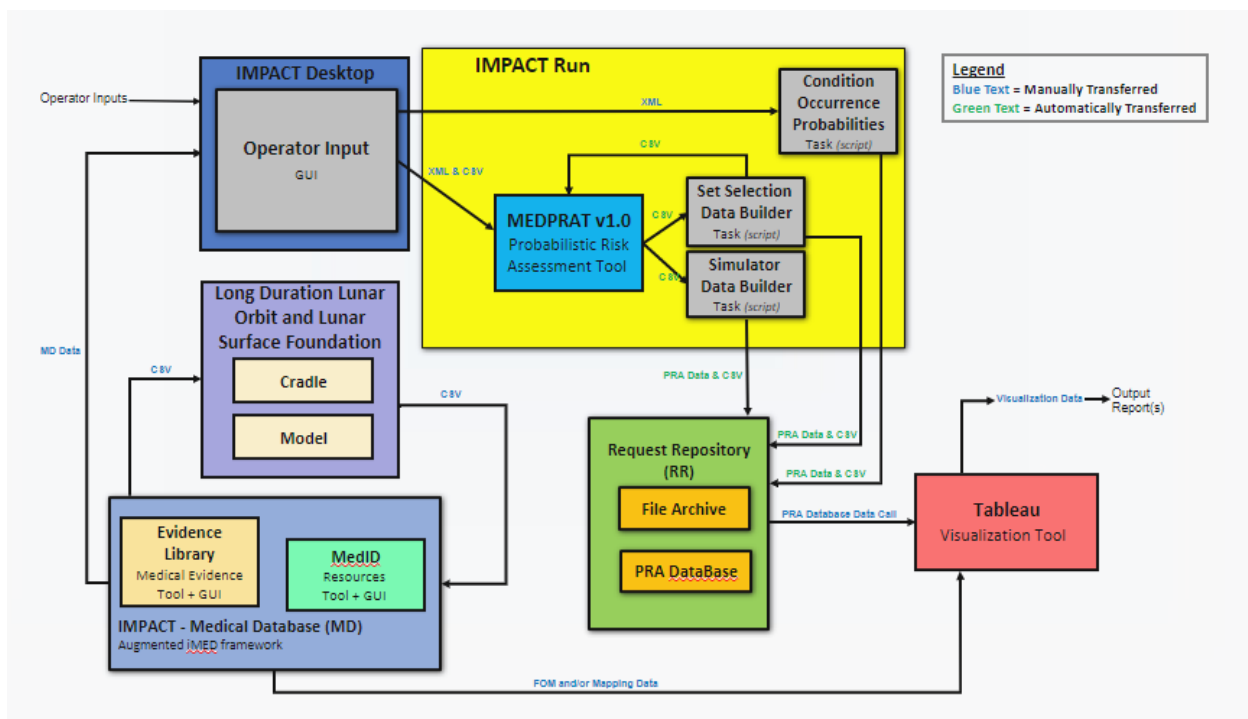 IMPACT Desktop
Operator Inputs
Operator Input
GUI
IMPACT Run
XML
Condition
Occurrence
Probabilities
Task (script)
Legend
Blue Text = Manually Transferred
Green Text = Automatically Transferred
CSV
XML & CSV
MEDPRAT v1.0
Probabilistic Risk
Assessment Tool
CSV
CSV
Set Selection
Data Builder
Task (script)
Simulator
Data Builder
Task (script)
Long Duration Lunar
Orbit and Lunar
Surface Foundation
Cradle
Model
MD Data
CSV
CSV
PRA Data & CSV
PRA Data & CSV
PRA Data & CSV
Visualization Data
Output
Report(s)
Request Repository
(RR)
File Archive
PRA DataBase
PRA Database Data Call
Tableau
Visualization Tool
Evidence
Library
Medical Evidence
Tool + GUI
MedID
Resources
Tool + GUI
IMPACT - Medical Database (MD)
Augmented iMED framework
FOM and/or Mapping Data